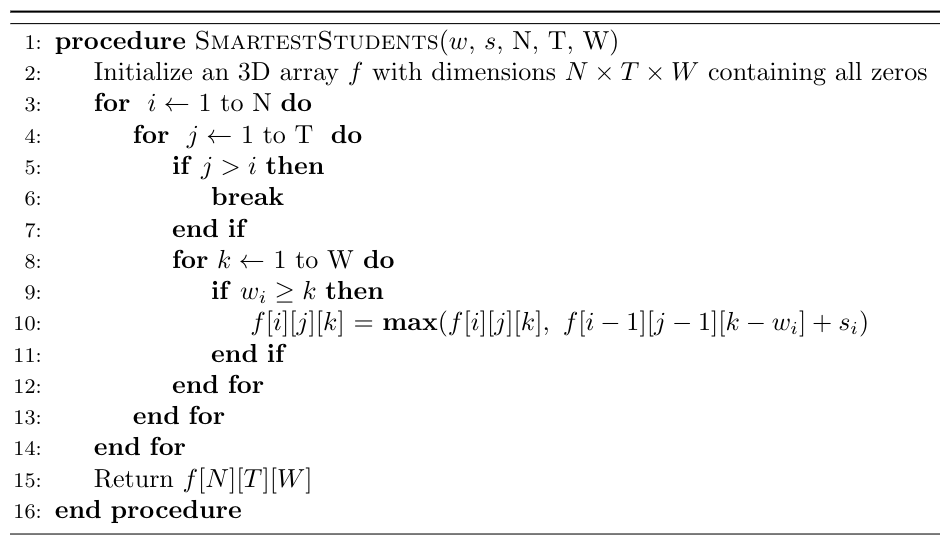 1: procedure SMARTESTSTUDENTS(w, s, N, T, W)
2: Initialize an 3D array f with dimensions N × T × W containing all zeros
3: for i ← 1 to N do
4: for j ← 1 to T do
5: if j > i then
6: break
7: end if
8: for k ← 1 to W do
9: if wᵢ ≥ k then
10: f[i][j][k] = max(f[i][j][k], f[i − 1][j − 1][k − wᵢ] + sᵢ)
11: end if
12: end for
13: end for
14: end for
15: Return f[N][T][W]
16: end procedure